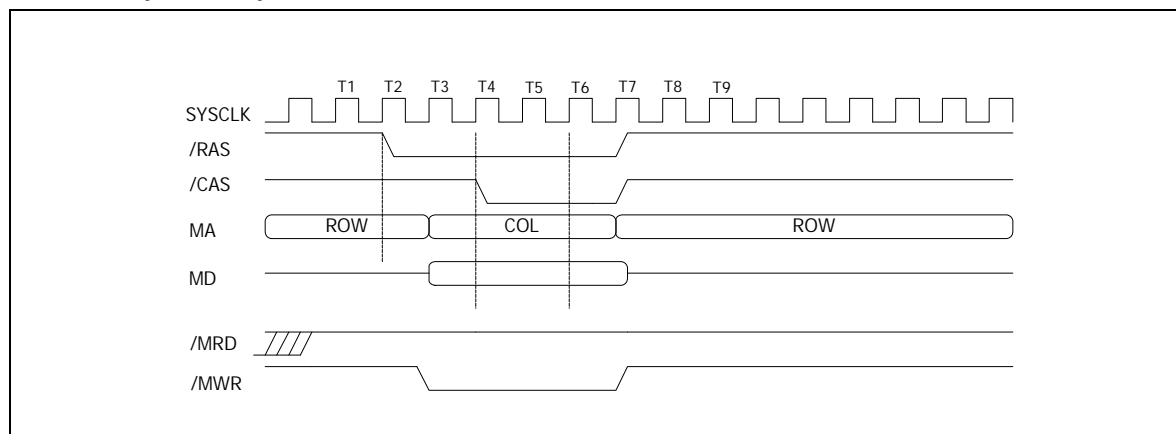 T1 T2 T3 T4 T5 T6 T7 T8 T9
SYSCLK
/RAS
/CAS
MA ROW COL ROW
MD
/MRD
/MWR